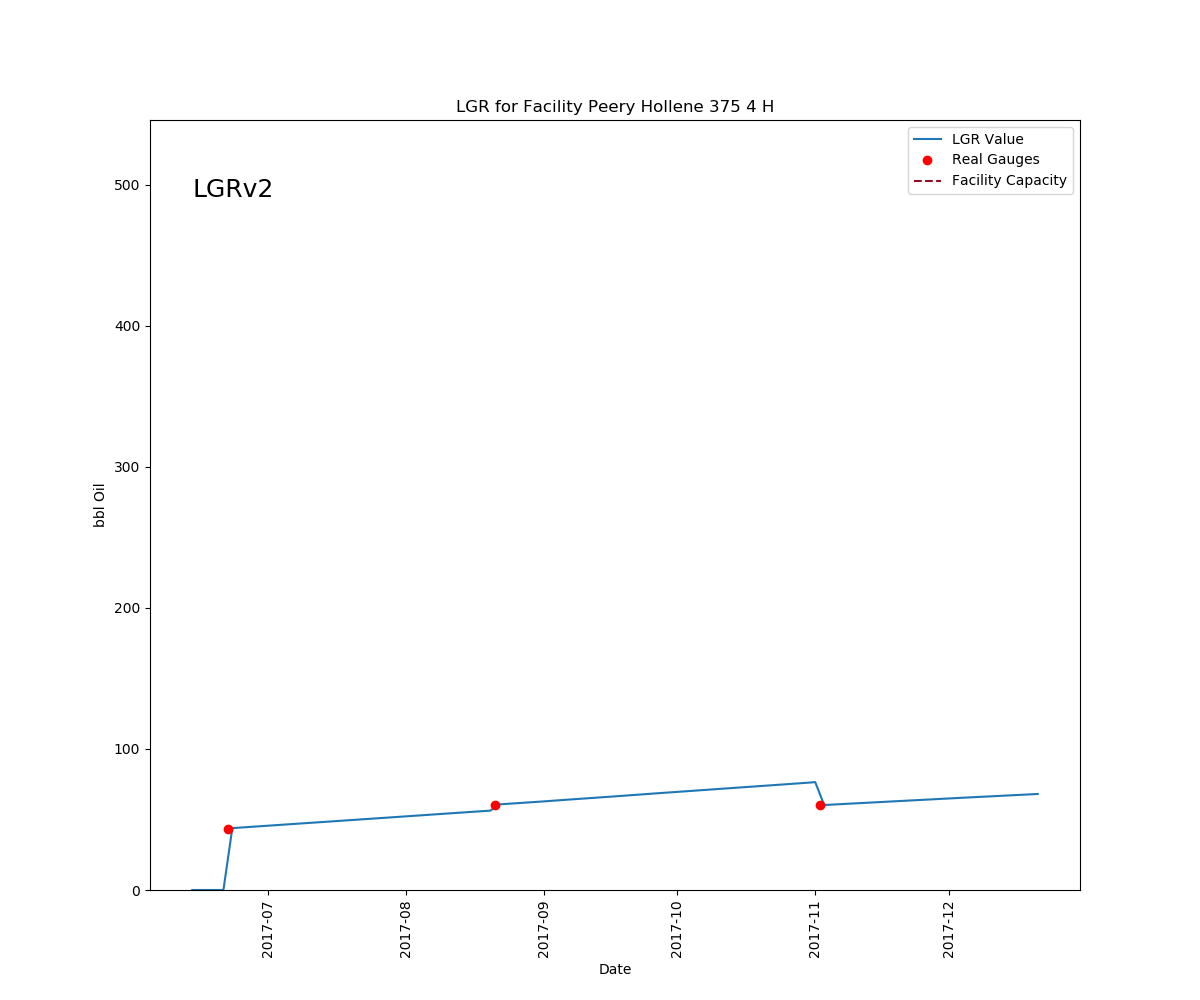 LGR for Facility Peery Hollene 375 4 H
LGRv2
LGR Value
Real Gauges
Facility Capacity
500
400
300
200
100
0
bbl Oil
2017-07
2017-08
2017-09
2017-10
2017-11
2017-12
Date